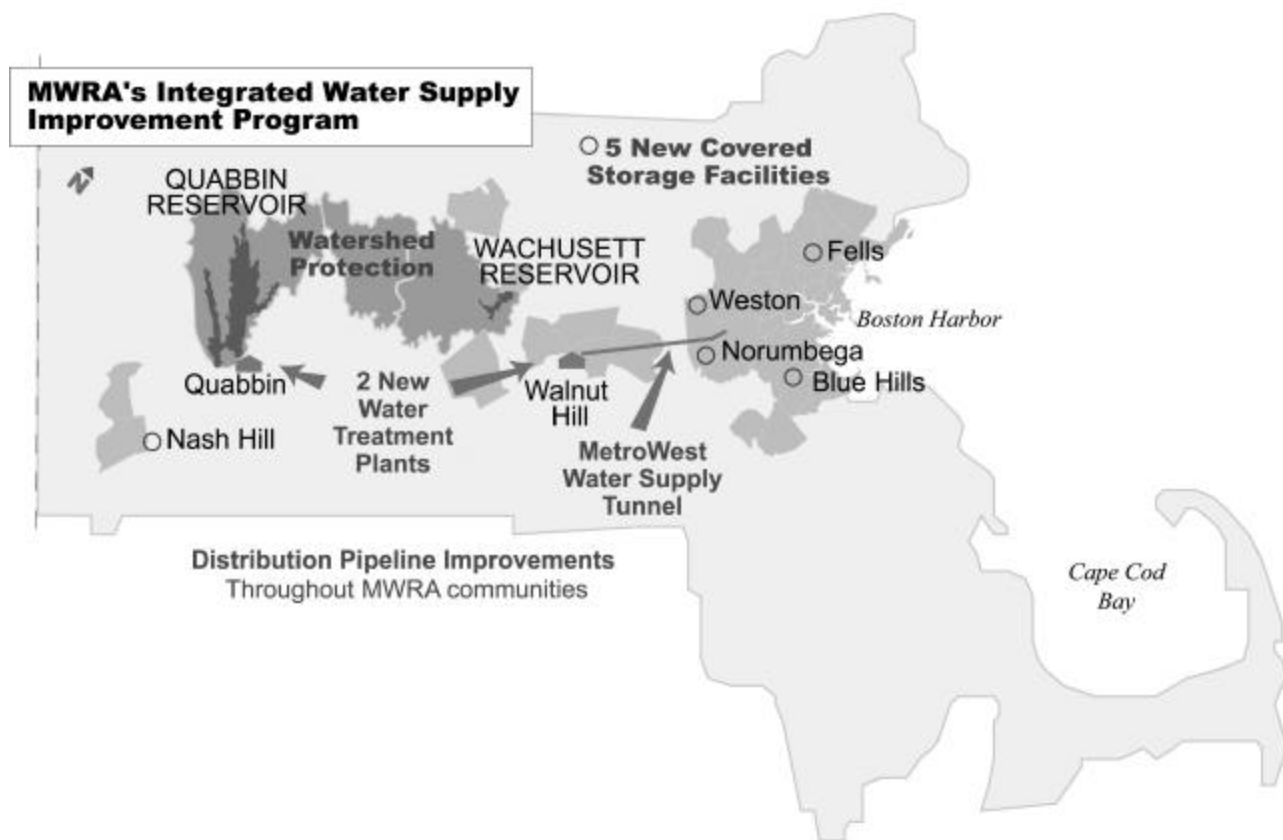 MWRA's Integrated Water Supply
Improvement Program
5 New Covered
Storage Facilities
N
QUABBIN
RESERVOIR
Watershed
Protection
WACHUSETT
RESERVOIR
Fells
Weston
Boston Harbor
Norumbega
Blue Hills
Quabbin
2 New
Water
Treatment
Plants
Walnut
Hill
Nash Hill
MetroWest
Water Supply
Tunnel
Distribution Pipeline Improvements
Throughout MWRA communities
Cape Cod
Bay